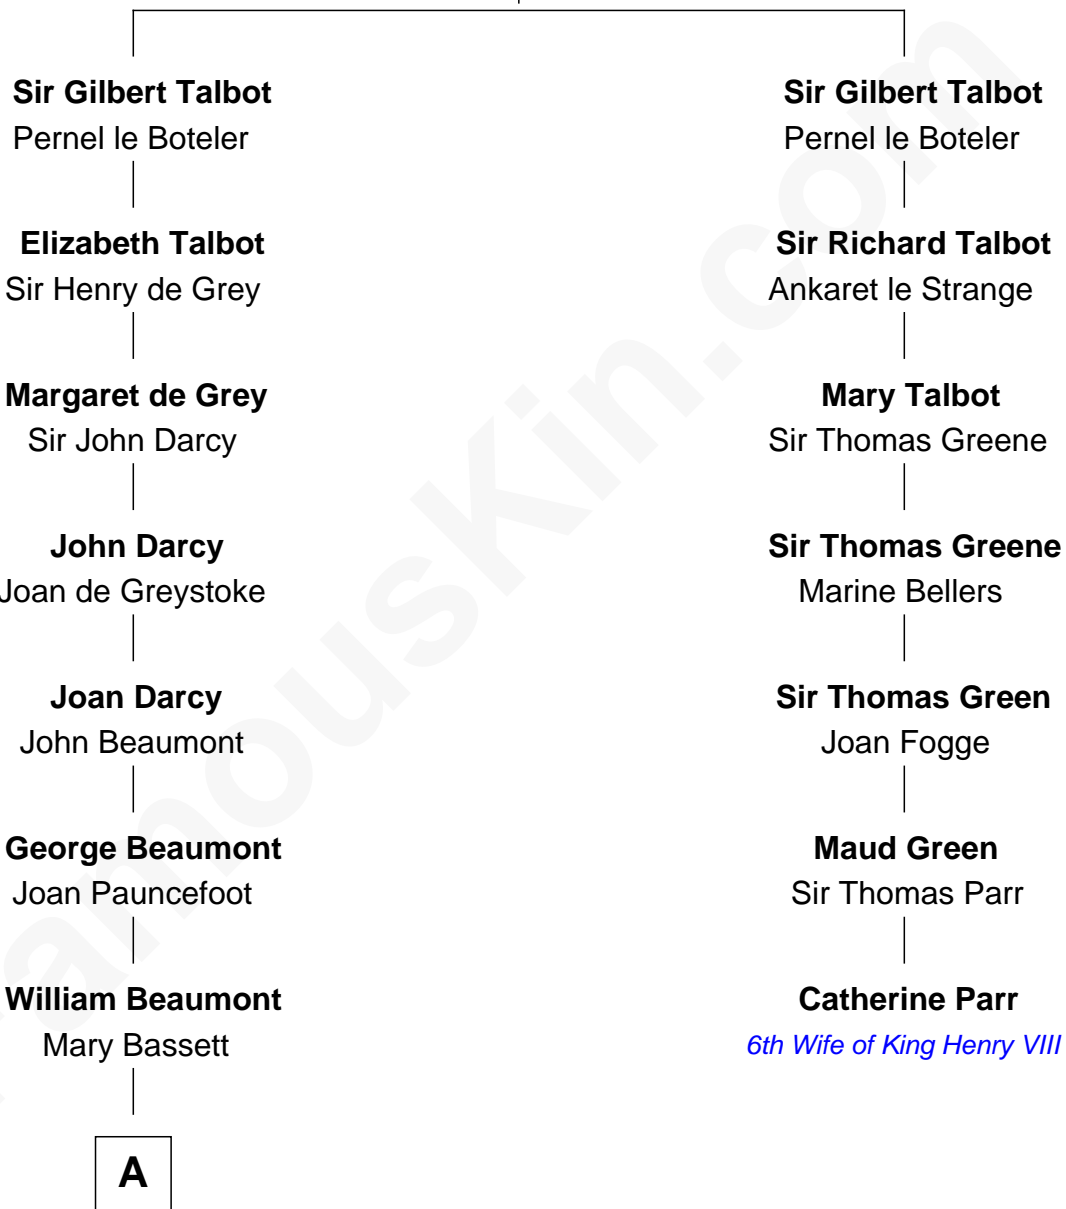 Sir Gilbert Talbot
Pernel le Boteler
Elizabeth Talbot
Sir Henry de Grey
Margaret de Grey
Sir John Darcy
John Darcy
Joan de Greystoke
Joan Darcy
John Beaumont
George Beaumont
Joan Pauncefoot
William Beaumont
Mary Bassett
A
Sir Gilbert Talbot
Pernel le Boteler
Sir Richard Talbot
Ankaret le Strange
Mary Talbot
Sir Thomas Greene
Sir Thomas Greene
Marine Bellers
Sir Thomas Green
Joan Fogge
Maud Green
Sir Thomas Parr
Catherine Parr
6th Wife of King Henry VIII
FamousKin.com